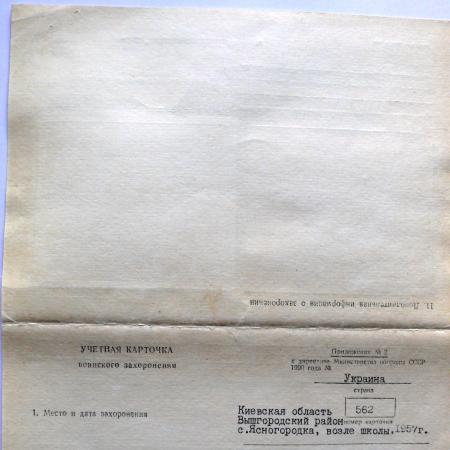 11. Дополнительная информация о захоронении
УЧЕТНАЯ КАРТОЧКА
воинского захоронения
Приложение № 2
к директиве Министерства обороны СССР
1990 года №
Украина
страна
1. Место и дата захоронения
562
номер карточки
Киевская область
Вышгородский район
с.Ясногородка, возле школы. 1957г.